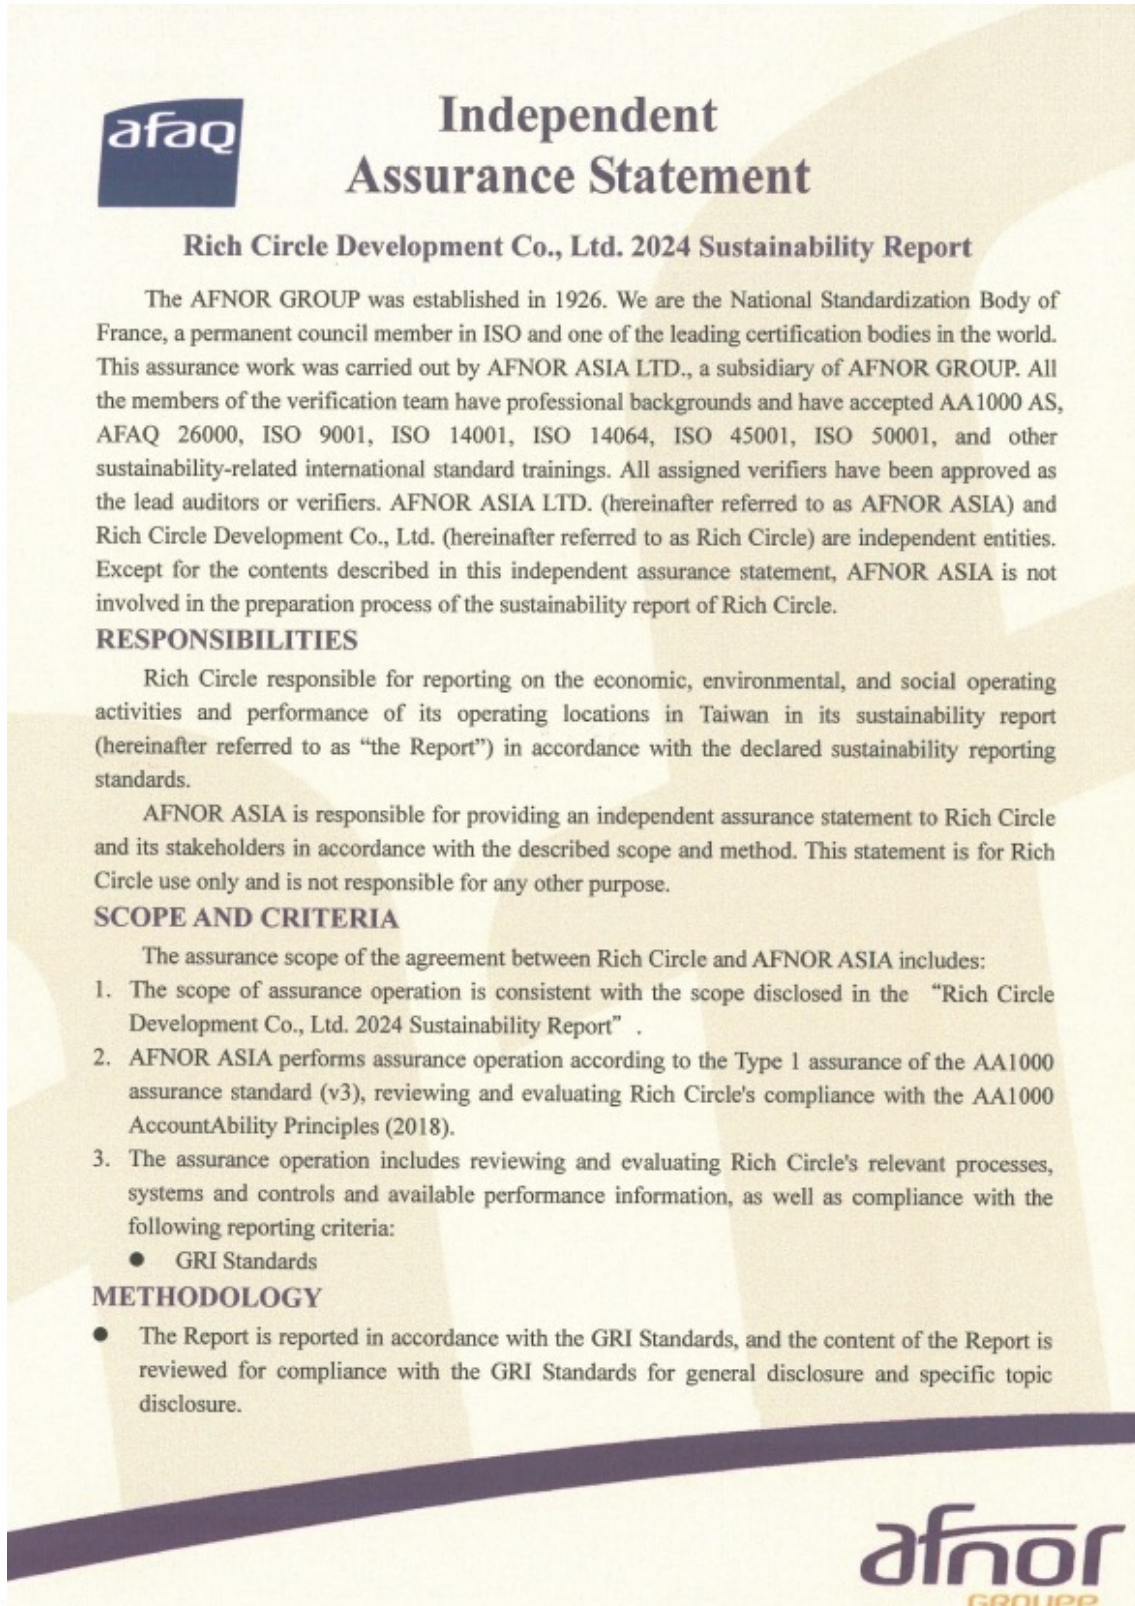 afaq
Independent
Assurance Statement
Rich Circle Development Co., Ltd. 2024 Sustainability Report
The AFNOR GROUP was established in 1926. We are the National Standardization Body of
France, a permanent council member in ISO and one of the leading certification bodies in the world.
This assurance work was carried out by AFNOR ASIA LTD., a subsidiary of AFNOR GROUP. All
the members of the verification team have professional backgrounds and have accepted AA1000 AS,
AFAQ 26000, ISO 9001, ISO 14001, ISO 14064, ISO 45001, ISO 50001, and other
sustainability-related international standard trainings. All assigned verifiers have been approved as
the lead auditors or verifiers. AFNOR ASIA LTD. (hereinafter referred to as AFNOR ASIA) and
Rich Circle Development Co., Ltd. (hereinafter referred to as Rich Circle) are independent entities.
Except for the contents described in this independent assurance statement, AFNOR ASIA is not
involved in the preparation process of the sustainability report of Rich Circle.
RESPONSIBILITIES
Rich Circle responsible for reporting on the economic, environmental, and social operating
activities and performance of its operating locations in Taiwan in its sustainability report
(hereinafter referred to as “the Report”) in accordance with the declared sustainability reporting
standards.
AFNOR ASIA is responsible for providing an independent assurance statement to Rich Circle
and its stakeholders in accordance with the described scope and method. This statement is for Rich
Circle use only and is not responsible for any other purpose.
SCOPE AND CRITERIA
The assurance scope of the agreement between Rich Circle and AFNOR ASIA includes:
1. The scope of assurance operation is consistent with the scope disclosed in the “Rich Circle
Development Co., Ltd. 2024 Sustainability Report” .
2. AFNOR ASIA performs assurance operation according to the Type 1 assurance of the AA1000
assurance standard (v3), reviewing and evaluating Rich Circle's compliance with the AA1000
AccountAbility Principles (2018).
3. The assurance operation includes reviewing and evaluating Rich Circle's relevant processes,
systems and controls and available performance information, as well as compliance with the
following reporting criteria:
● GRI Standards
METHODOLOGY
● The Report is reported in accordance with the GRI Standards, and the content of the Report is
reviewed for compliance with the GRI Standards for general disclosure and specific topic
disclosure.
afnor
GROUPE